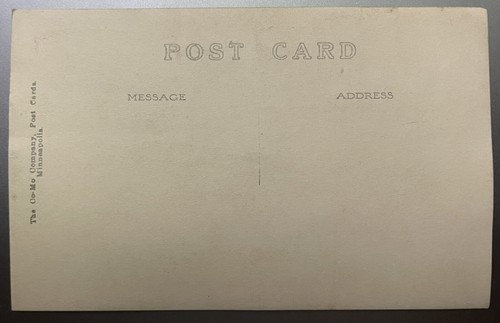 POST CARD
MESSAGE
ADDRESS
The Co-Mo Company, Post Cards.
Minneapolis